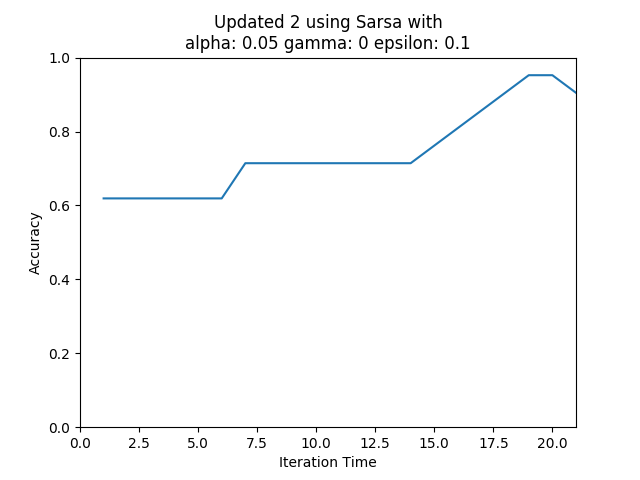 Updated 2 using Sarsa with
alpha: 0.05 gamma: 0 epsilon: 0.1
1.0
0.8
0.6
0.4
0.2
0.0
Accuracy
0.0 2.5 5.0 7.5 10.0 12.5 15.0 17.5 20.0
Iteration Time